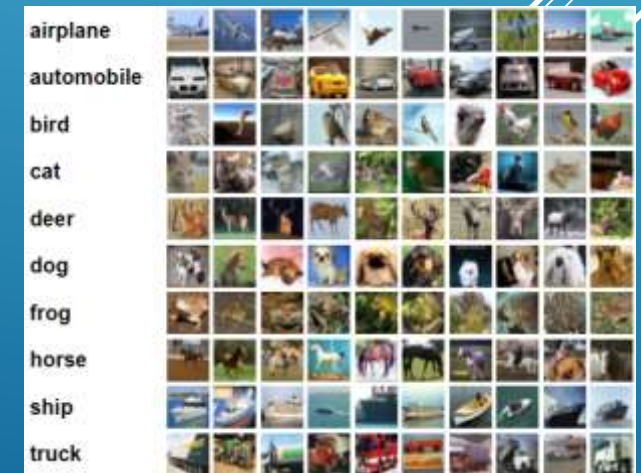 airplane
automobile
bird
cat
deer
dog
frog
horse
ship
truck